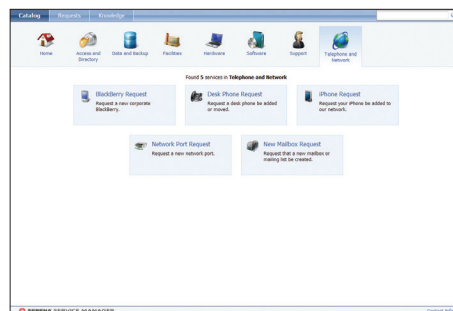 Catalog Requests Knowledge
Home
Access and Directory
Data and Backup
Facilities
Hardware
Software
Support
Telephone and Network
Found 5 services in Telephone and Network
BlackBerry Request
Request a new corporate
BlackBerry.
Desk Phone Request
Request a desk phone be added
or moved.
iPhone Request
Request your iPhone be added to
our network.
Network Port Request
Request a new network port.
New Mailbox Request
Request that a new mailbox or
mailing list be created.
SERENA SERVICE MANAGER